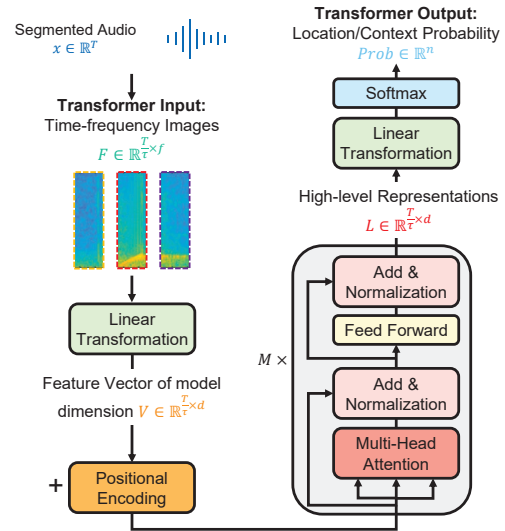 Segmented Audio
x ∈ ℝ^T
Transformer Input:
Time-frequency Images
F ∈ ℝ^{T/τ × f}
Linear
Transformation
Feature Vector of model
dimension V ∈ ℝ^{T/τ × d}
+
Positional
Encoding
Transformer Output:
Location/Context Probability
Prob ∈ ℝ^n
Softmax
Linear
Transformation
High-level Representations
L ∈ ℝ^{T/τ × d}
Add &
Normalization
Feed Forward
M ×
Add &
Normalization
Multi-Head
Attention